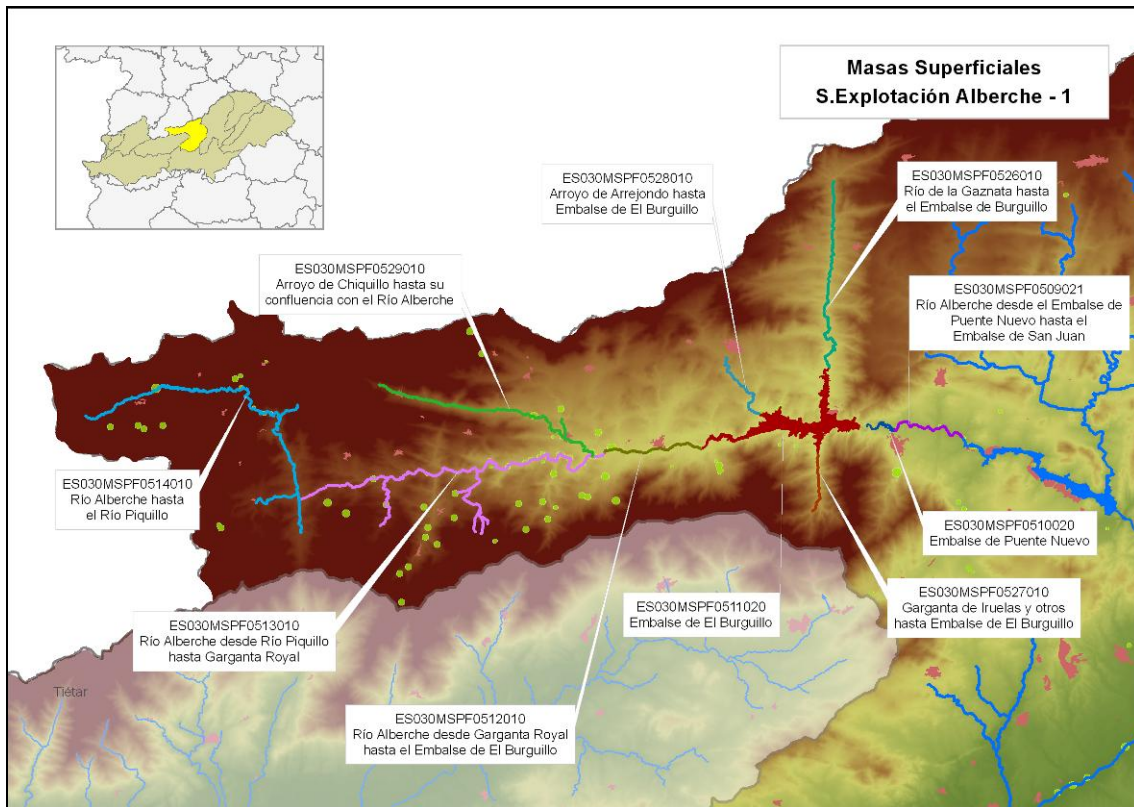 Masas Superficiales
S.Explotación Alberche - 1
ES030MSPF0528010
Arroyo de Arrejondo hasta
Embalse de El Burguillo
ES030MSPF0526010
Río de la Gaznata hasta
el Embalse de Burguillo
ES030MSPF0529010
Arroyo de Chiquillo hasta su
confluencia con el Río Alberche
ES030MSPF0509021
Río Alberche desde el Embalse de
Puente Nuevo hasta el
Embalse de San Juan
ES030MSPF0514010
Río Alberche hasta
el Río Piquillo
ES030MSPF0510020
Embalse de Puente Nuevo
ES030MSPF0513010
Río Alberche desde Río Piquillo
hasta Garganta Royal
ES030MSPF0511020
Embalse de El Burguillo
ES030MSPF0527010
Garganta de Iruelas y otros
hasta Embalse de El Burguillo
Tiétar
ES030MSPF0512010
Río Alberche desde Garganta Royal
hasta el Embalse de El Burguillo